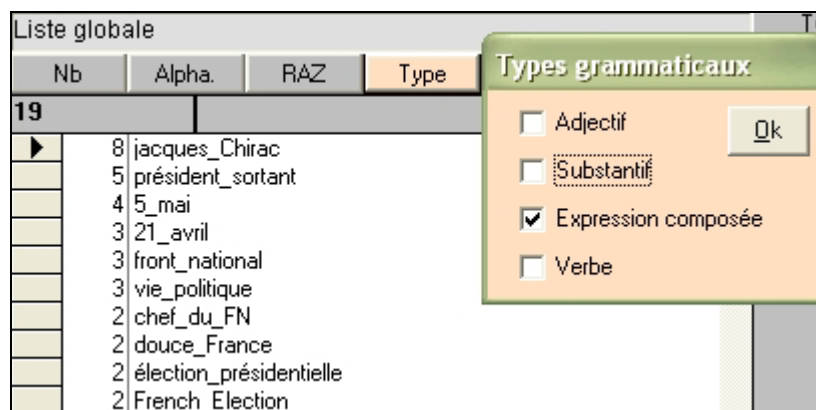 Liste globale
Nb Alpha. RAZ Type
19
8 jacques_Chirac
5 président_sortant
4 5_mai
3 21_avril
3 front_national
3 vie_politique
2 chef_du_FN
2 douce_France
2 élection_présidentielle
2 French_Election
Types grammaticaux
Adjectif
Ok
Substantif
Expression composée
Verbe